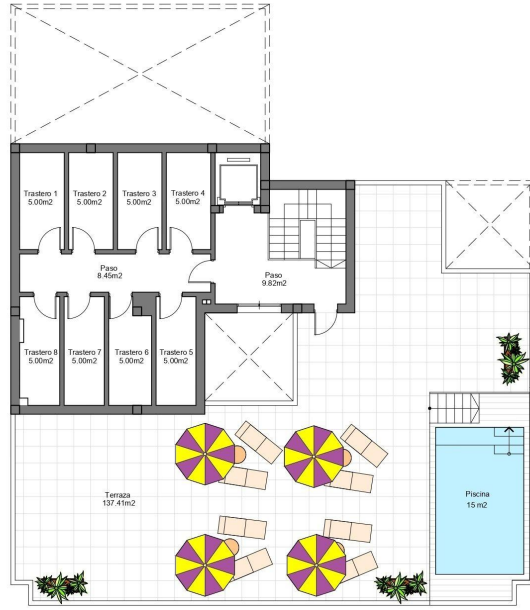 Trastero 1
5.00m2
Trastero 2
5.00m2
Trastero 3
5.00m2
Trastero 4
5.00m2
Paso
8.45m2
Paso
9.82m2
Trastero 8
5.00m2
Trastero 7
5.00m2
Trastero 6
5.00m2
Trastero 5
5.00m2
Terraza
137.41m2
Piscina
15 m2